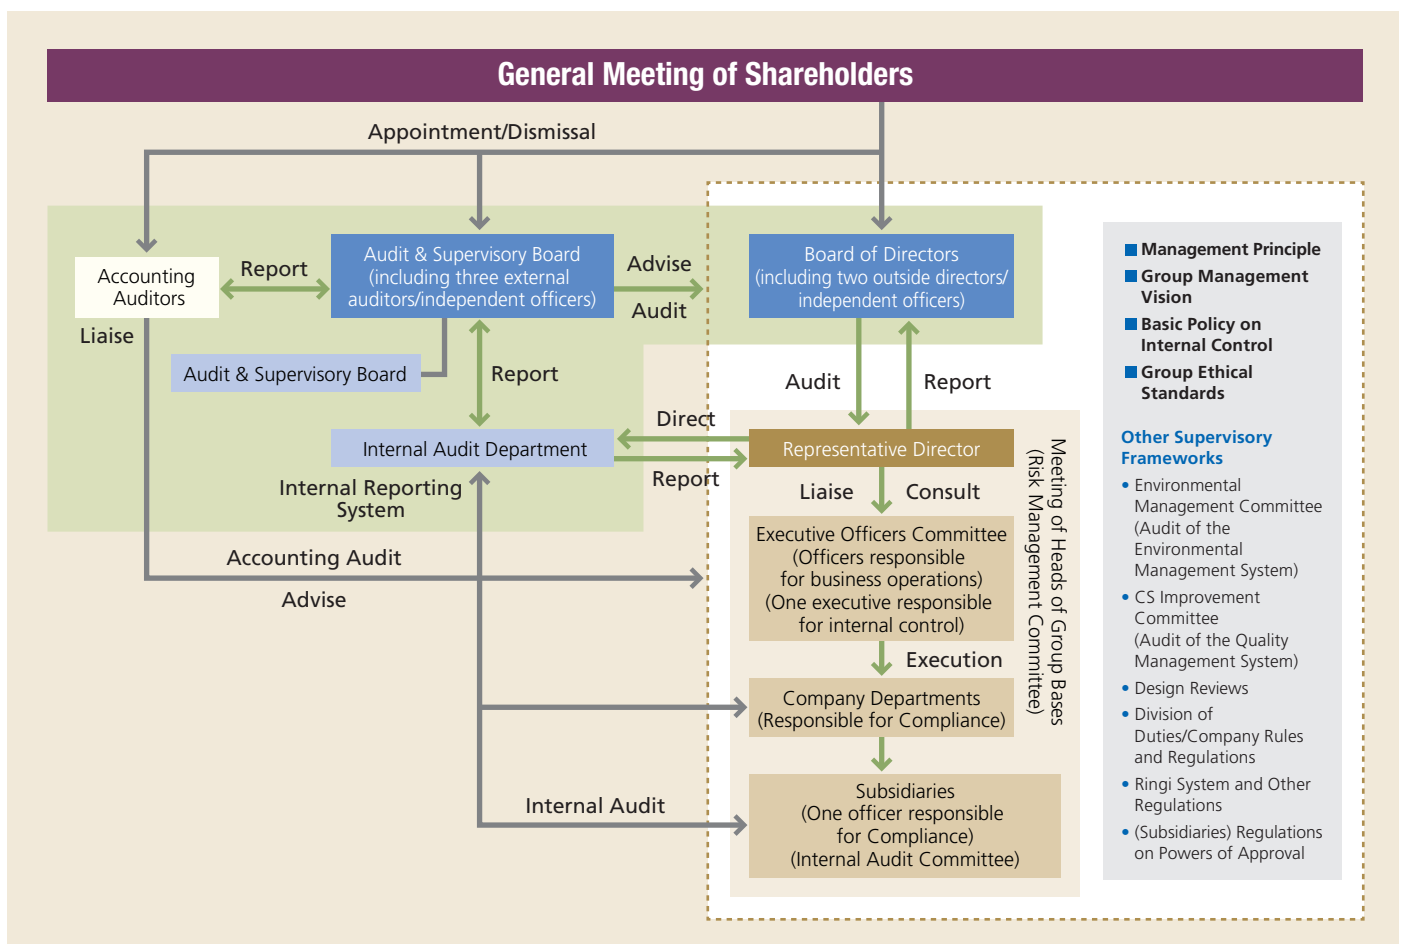 General Meeting of Shareholders
Appointment/Dismissal
Accounting
Auditors
Report
Audit & Supervisory Board
(including three external
auditors/independent officers)
Advise
Audit
Board of Directors
(including two outside directors/
independent officers)
Liaise
Audit & Supervisory Board
Report
Audit
Report
Direct
Internal Audit Department
Report
Representative Director
Internal Reporting
System
Liaise
Consult
Executive Officers Committee
(Officers responsible
for business operations)
(One executive responsible
for internal control)
Accounting Audit
Advise
Execution
Company Departments
(Responsible for Compliance)
Internal Audit
Subsidiaries
(One officer responsible
for Compliance)
(Internal Audit Committee)
Meeting of Heads of Group Bases
(Risk Management Committee)
■ Management Principle
■ Group Management
Vision
■ Basic Policy on
Internal Control
■ Group Ethical
Standards
Other Supervisory
Frameworks
• Environmental
Management Committee
(Audit of the
Environmental
Management System)
• CS Improvement
Committee
(Audit of the Quality
Management System)
• Design Reviews
• Division of
Duties/Company Rules
and Regulations
• Ringi System and Other
Regulations
• (Subsidiaries) Regulations
on Powers of Approval